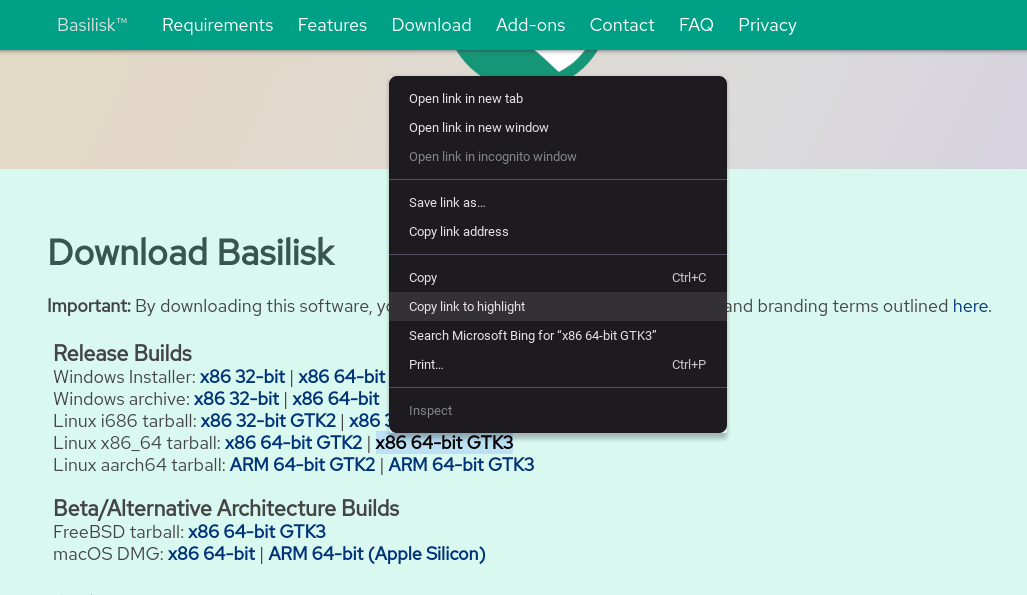 Basilisk™ Requirements Features Download Add-ons Contact FAQ Privacy
Open link in new tab
Open link in new window
Open link in incognito window
Save link as...
Copy link address
Copy Ctrl+C
Copy link to highlight
Search Microsoft Bing for “x86 64-bit GTK3”
Print... Ctrl+P
Inspect
Download Basilisk
Important: By downloading this software, and branding terms outlined here.
Release Builds
Windows Installer: x86 32-bit | x86 64-bit
Windows archive: x86 32-bit | x86 64-bit
Linux i686 tarball: x86 32-bit GTK2 | x86
Linux x86_64 tarball: x86 64-bit GTK2 | x86 64-bit GTK3
Linux aarch64 tarball: ARM 64-bit GTK2 | ARM 64-bit GTK3
Beta/Alternative Architecture Builds
FreeBSD tarball: x86 64-bit GTK3
macOS DMG: x86 64-bit | ARM 64-bit (Apple Silicon)